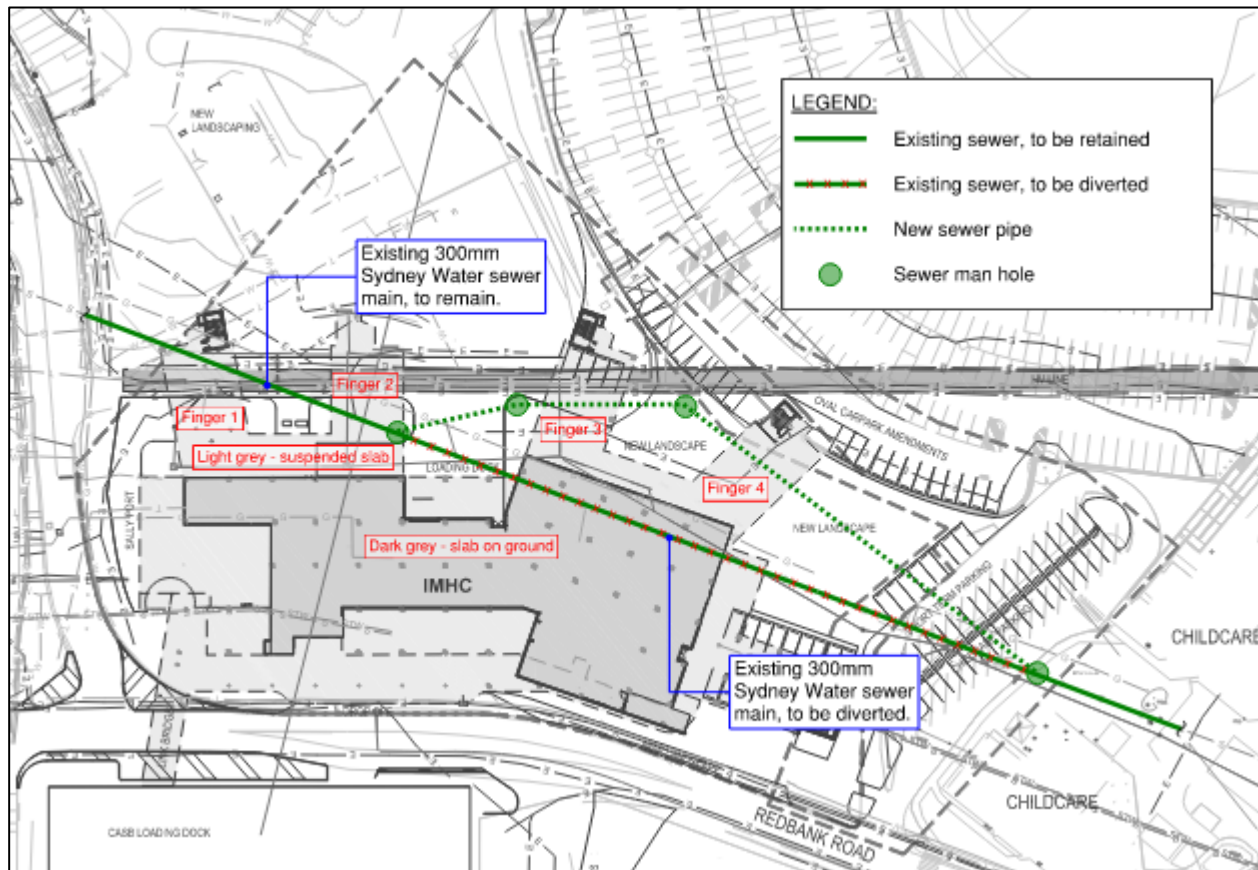 NEW
LANDSCAPING
LEGEND:
Existing sewer, to be retained
Existing sewer, to be diverted
New sewer pipe
Sewer man hole
Existing 300mm
Sydney Water sewer
main, to remain.
Finger 2
Finger 1
Finger 3
Light grey - suspended slab
LOADING
NEW LANDSCAPE
OVAL CARPARK AMENDMENTS
Finger 4
NEW LANDSCAPE
SALLYPORT
Dark grey - slab on ground
IMHC
PARKING
CHILDCARE
Existing 300mm
Sydney Water sewer
main, to be diverted.
CHILDCARE
REDBANK ROAD
CASB LOADING DOCK